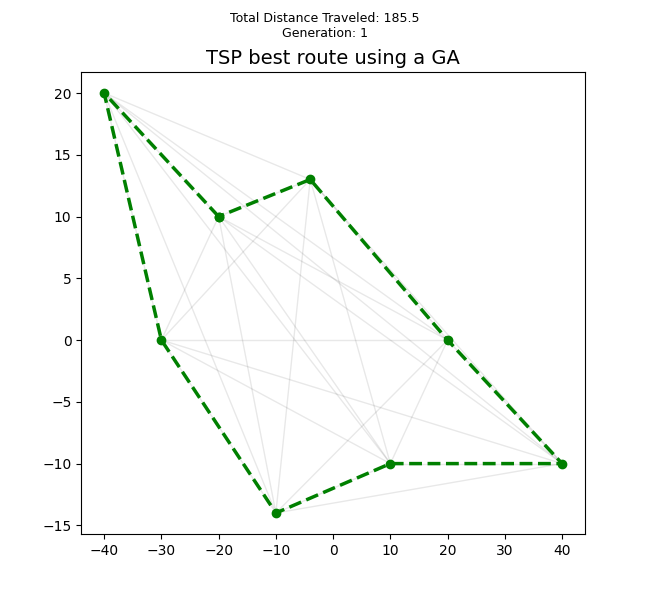 Total Distance Traveled: 185.5
Generation: 1
TSP best route using a GA
20
15
10
5
0
−5
−10
−15
−40 −30 −20 −10 0 10 20 30 40